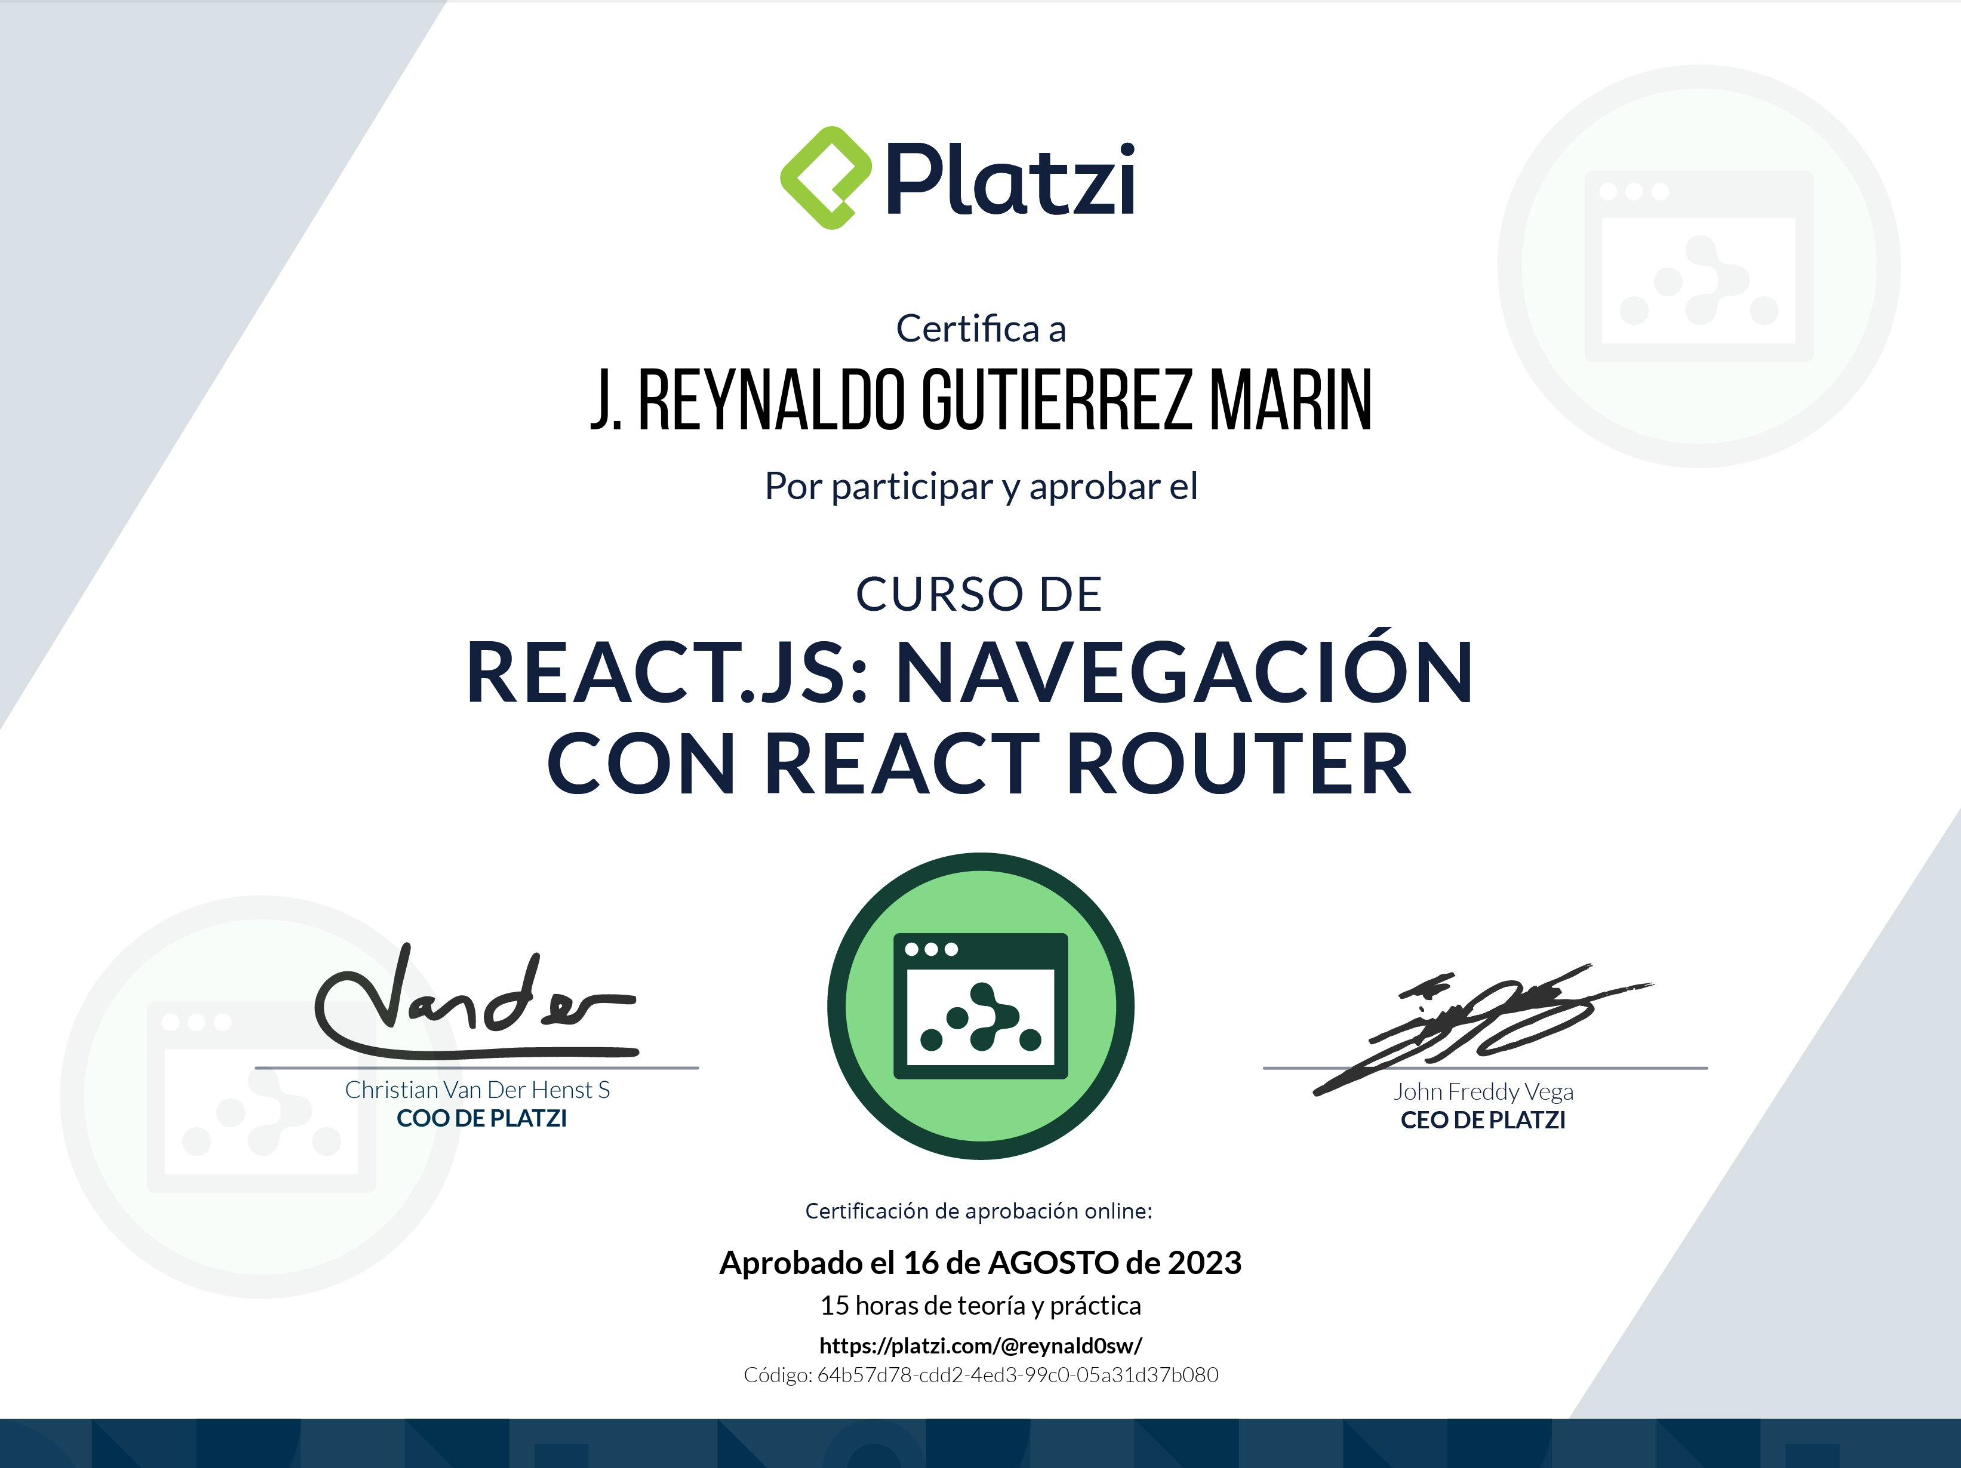 Platzi
Certifica a
J. REYNALDO GUTIERREZ MARIN
Por participar y aprobar el
CURSO DE
REACT.JS: NAVEGACIÓN
CON REACT ROUTER
Vander
Christian Van Der Henst S
COO DE PLATZI
John Freddy Vega
CEO DE PLATZI
Certificación de aprobación online:
Aprobado el 16 de AGOSTO de 2023
15 horas de teoría y práctica
https://platzi.com/@reynald0sw/
Código: 64b57d78-cdd2-4ed3-99c0-05a31d37b080